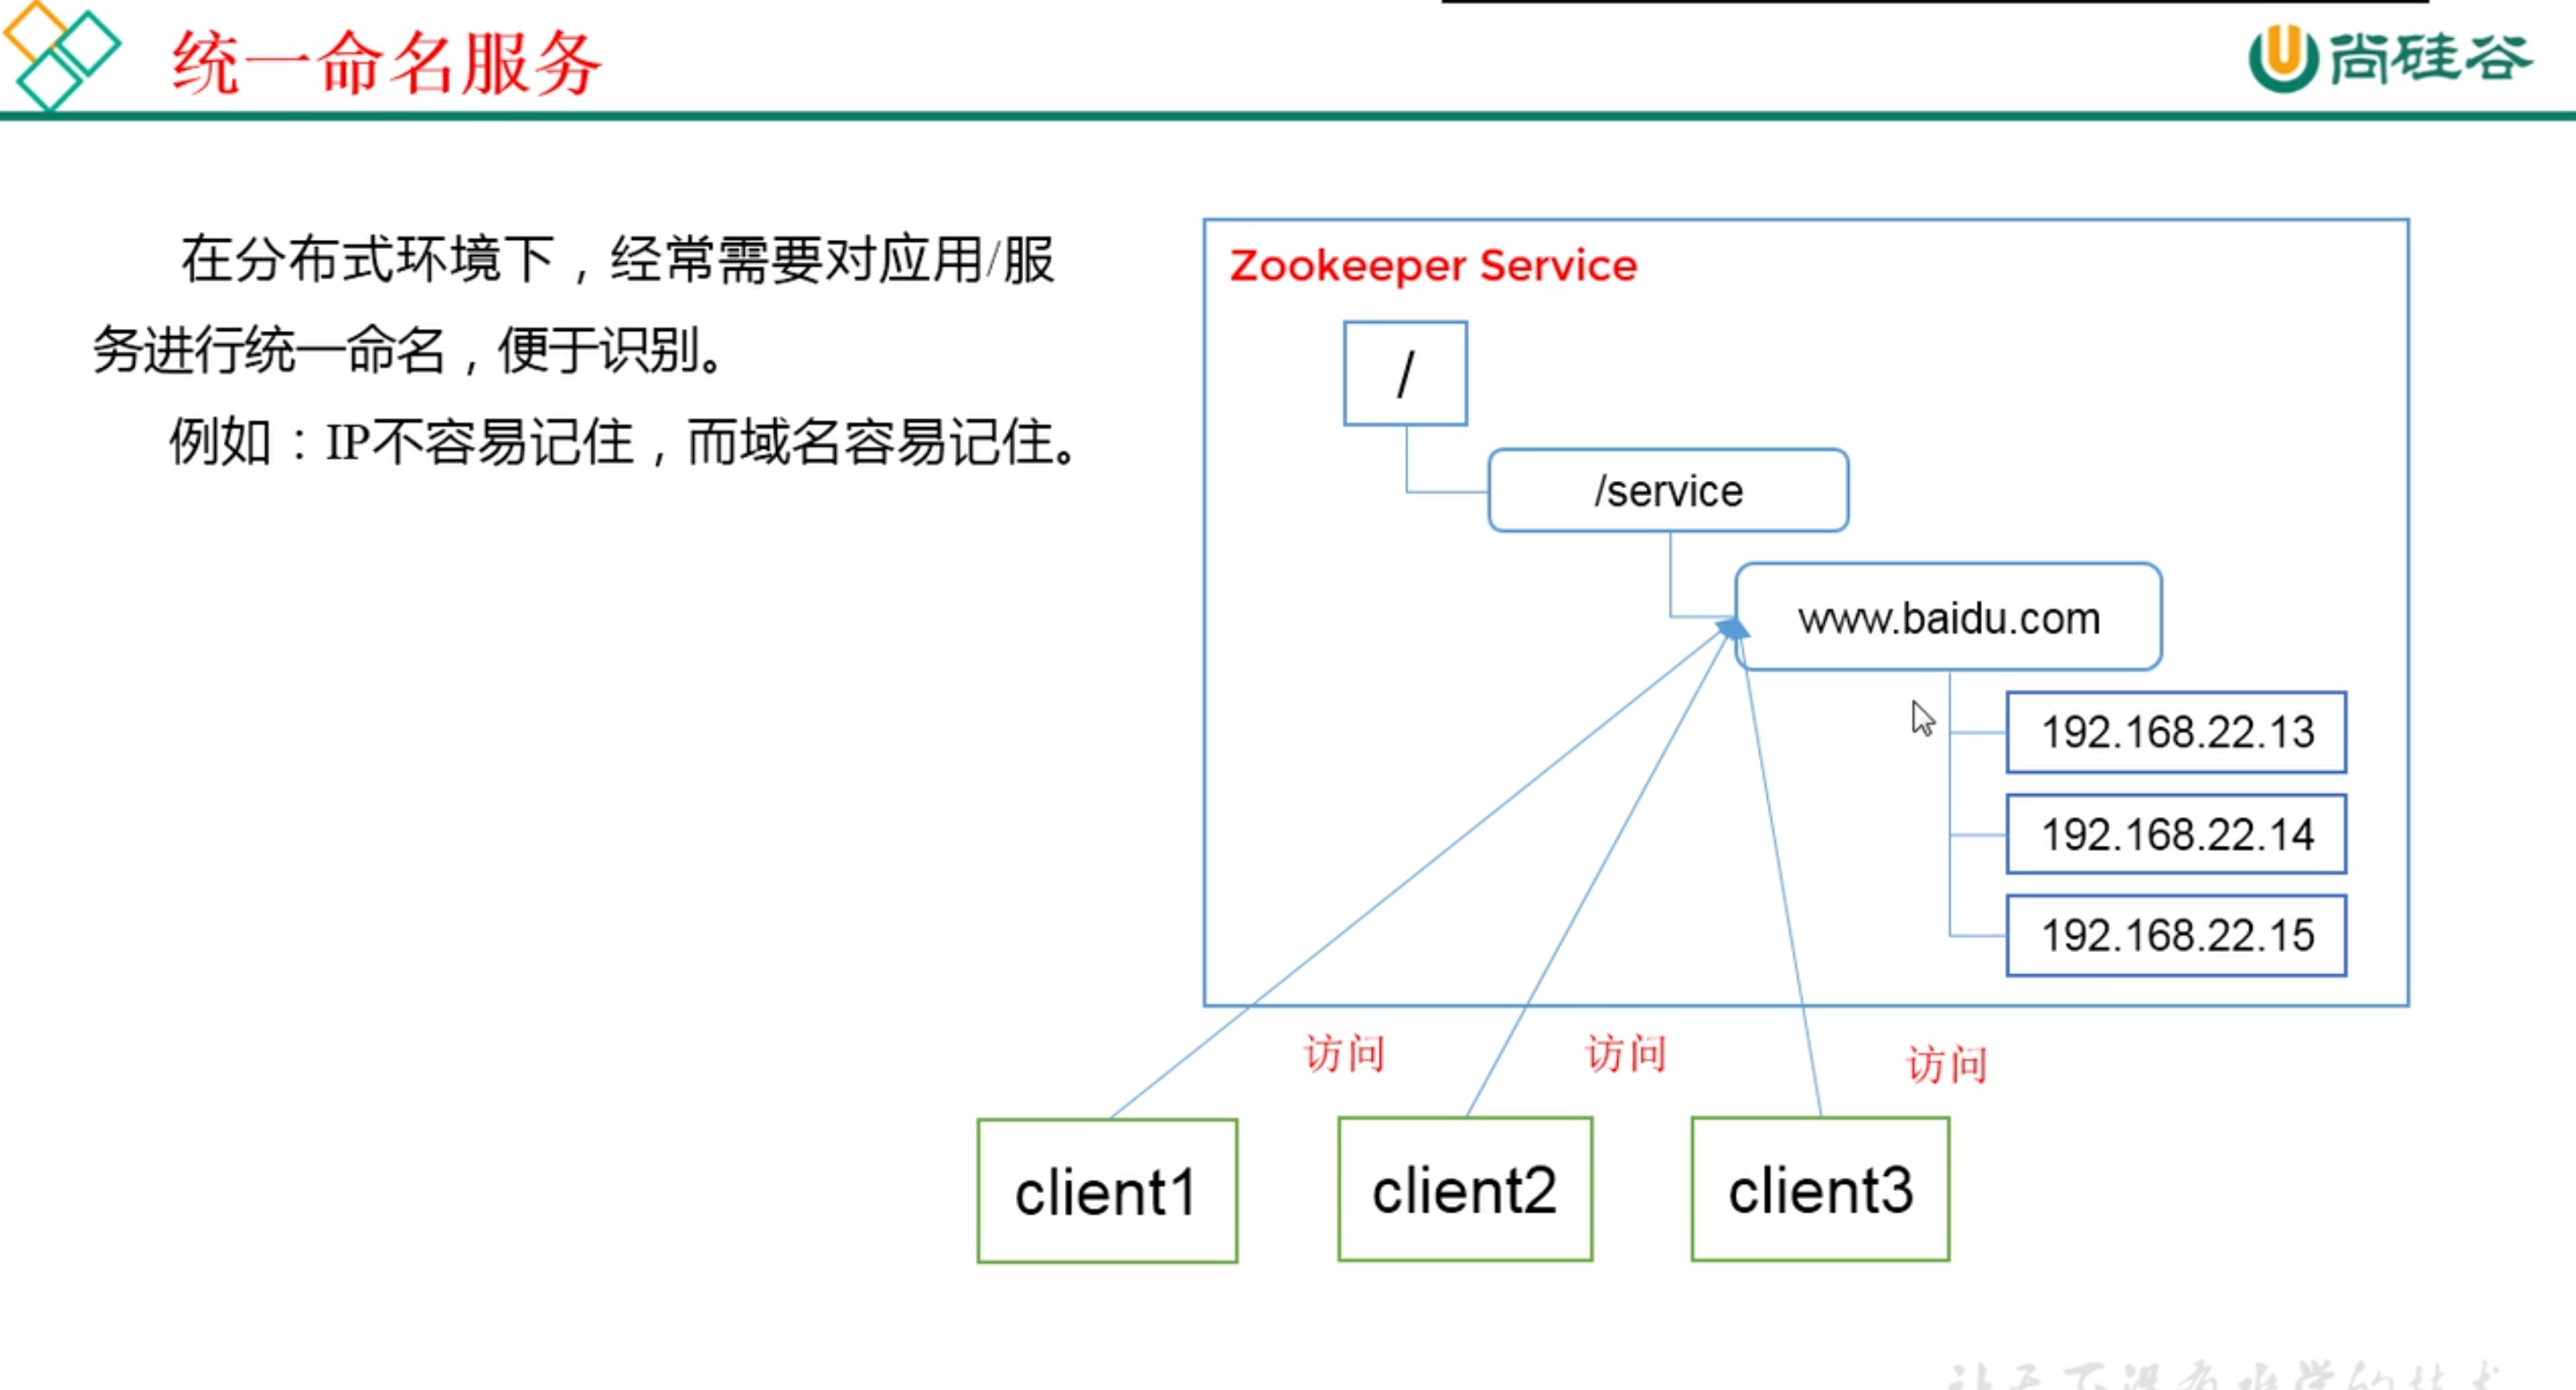 统一命名服务
尚硅谷
在分布式环境下，经常需要对应用/服
务进行统一命名，便于识别。
例如：IP不容易记住，而域名容易记住。
Zookeeper Service
/
/service
www.baidu.com
192.168.22.13
192.168.22.14
192.168.22.15
访问
访问
访问
client1
client2
client3